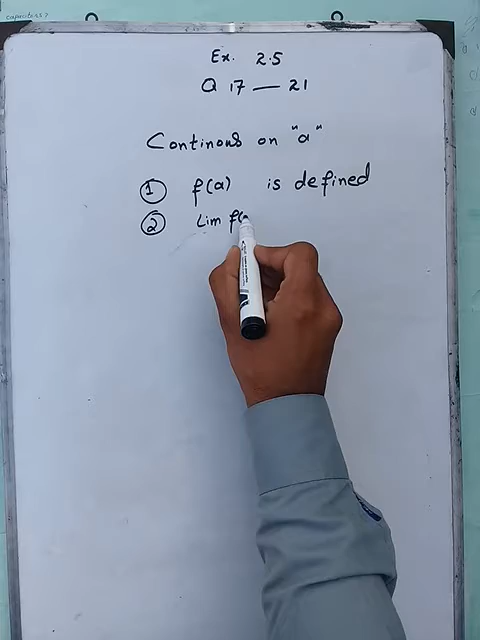 Ex. 2.5
Q 17 — 21
Continous on "a"
① f(a) is defined
② Lim f(